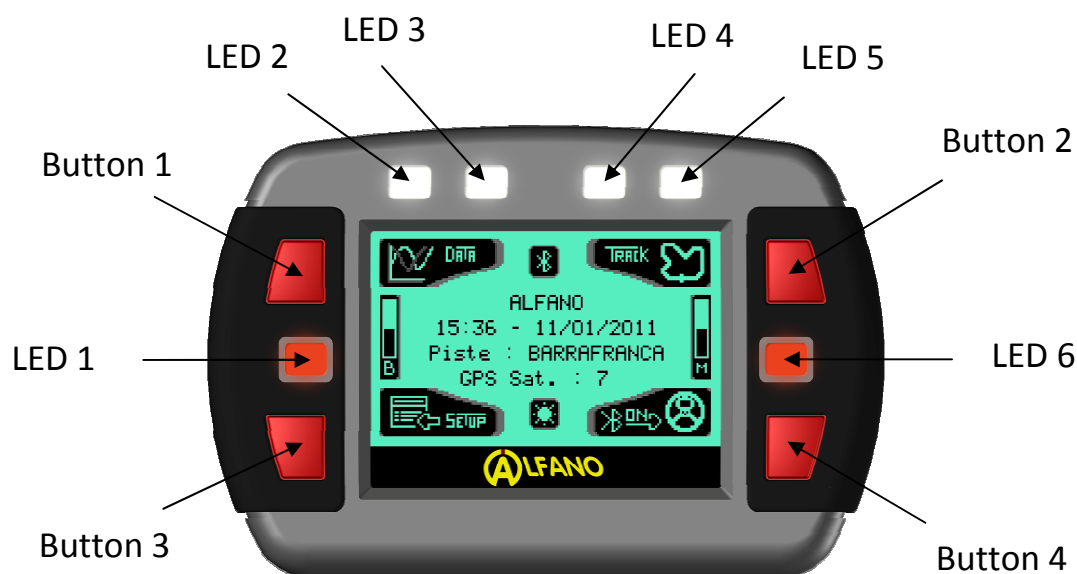 LED 3
LED 4
LED 2
LED 5
Button 1
Button 2
DATA
TRACK
ALFANO
15:36 - 11/01/2011
Piste : BARRAFRANCA
GPS Sat. : 7
B
M
LED 1
LED 6
SETUP
ON
ALFANO
Button 3
Button 4